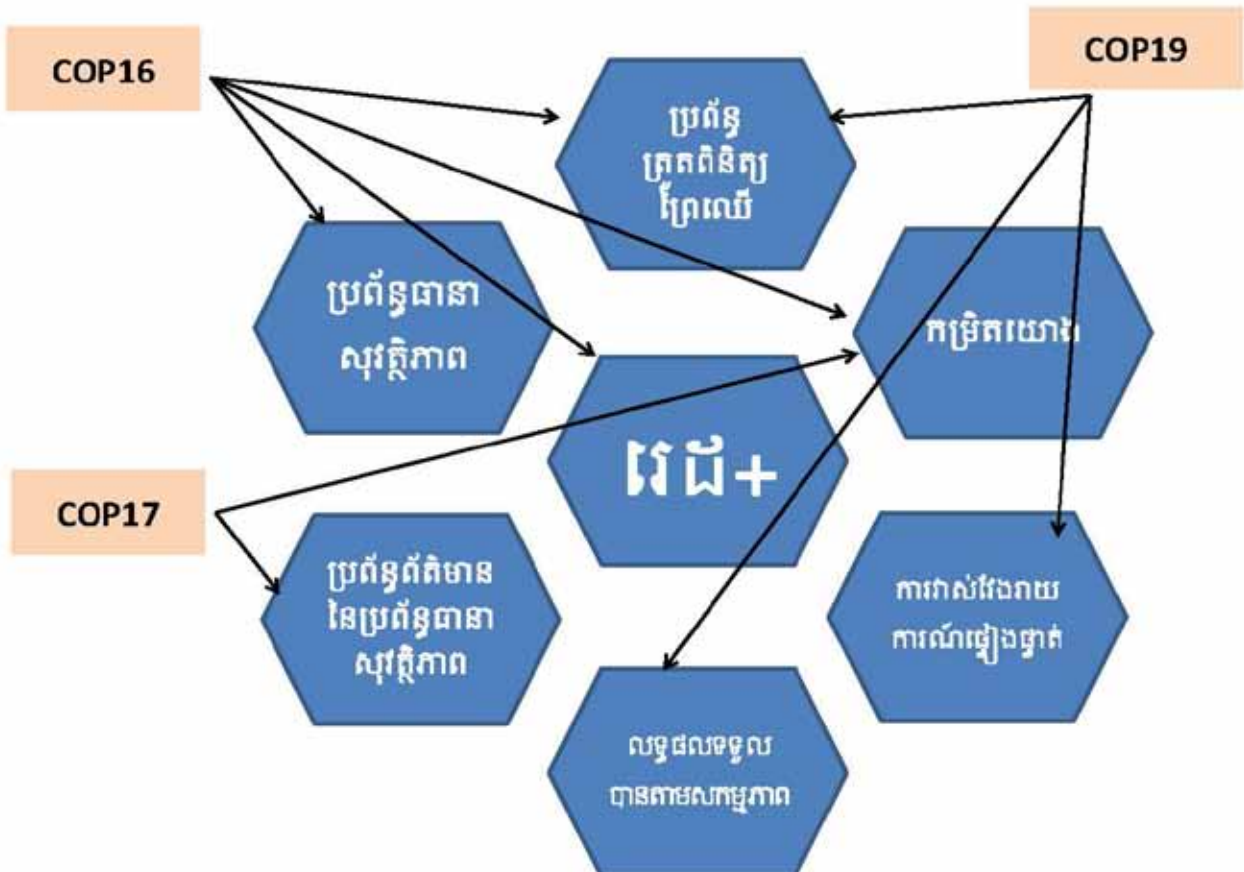 COP16
COP19
ប្រព័ន្ធ
ត្រួតពិនិត្យ
ព្រៃឈើ
ប្រព័ន្ធធានា
សុវត្ថិភាព
កម្រិតយោង
រេដ+
COP17
ប្រព័ន្ធព័ត៌មាន
នៃប្រព័ន្ធធានា
សុវត្ថិភាព
ការវាស់វែងរាយ
ការណ៍ផ្ទៀងផ្ទាត់
លទ្ធផលទទួល
បានតាមសកម្មភាព